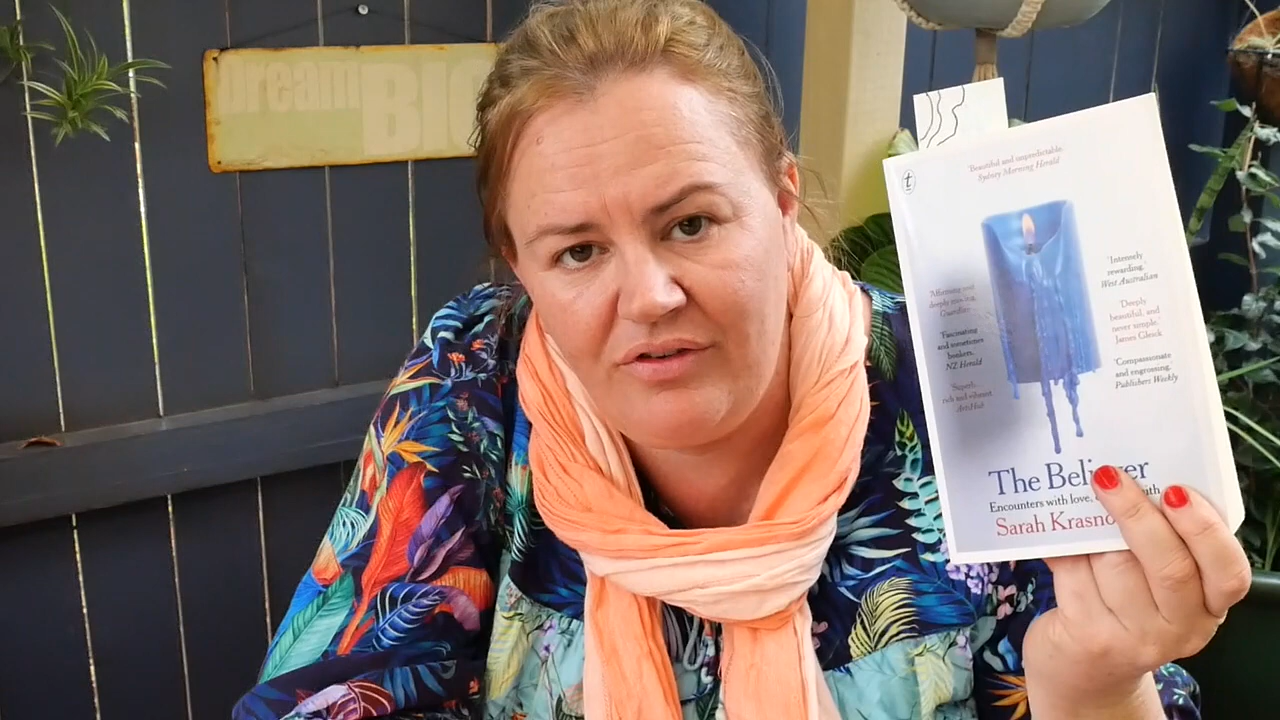 dream BIG
'Beautiful and unpredictable.'
Sydney Morning Herald
t
'Affirming and
deeply moving.'
Guardian
'Fascinating
and sometimes
bonkers.'
NZ Herald
'Superb,
rich and vibrant.'
ArtsHub
'Intensely
rewarding.'
West Australian
'Deeply
beautiful, and
never simple.'
James Gleick
'Compassionate
and engrossing.'
Publishers Weekly
The Bel er
Encounters with love,
Sarah Krasno